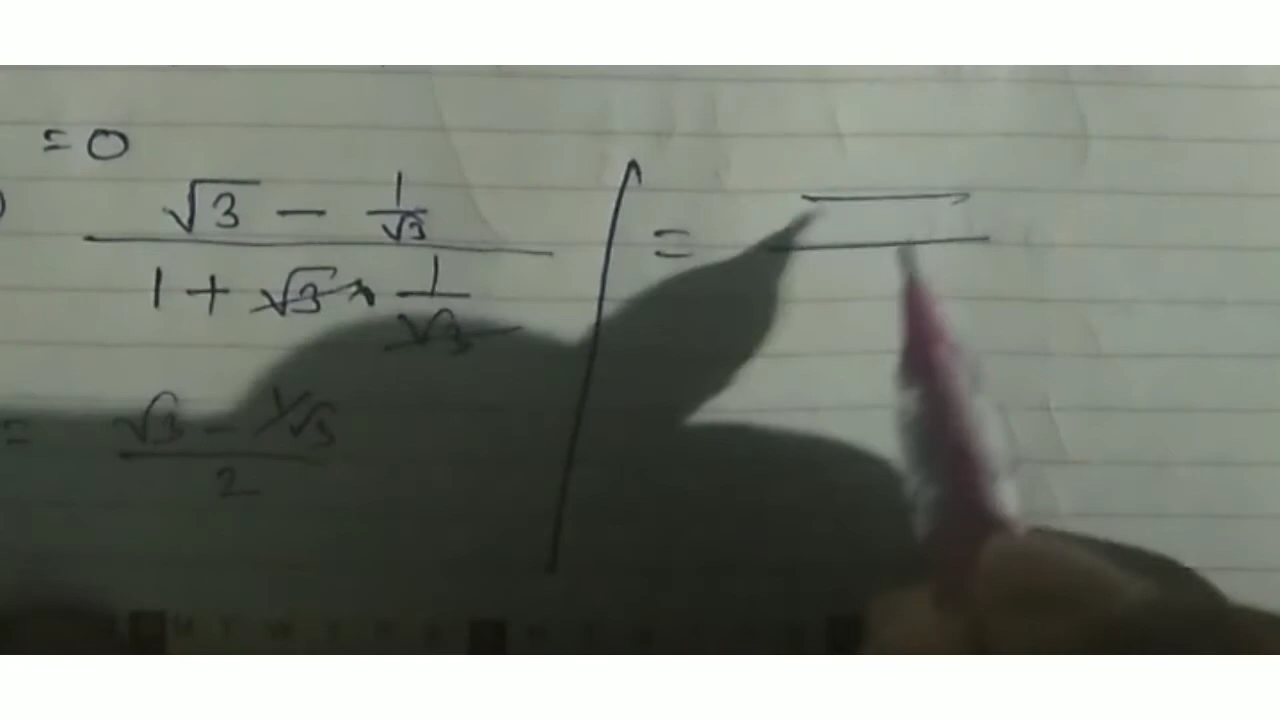 = 0
√3 - 1/√3
1 + √3 × 1/√3
= √3 - 1/√3
2
=